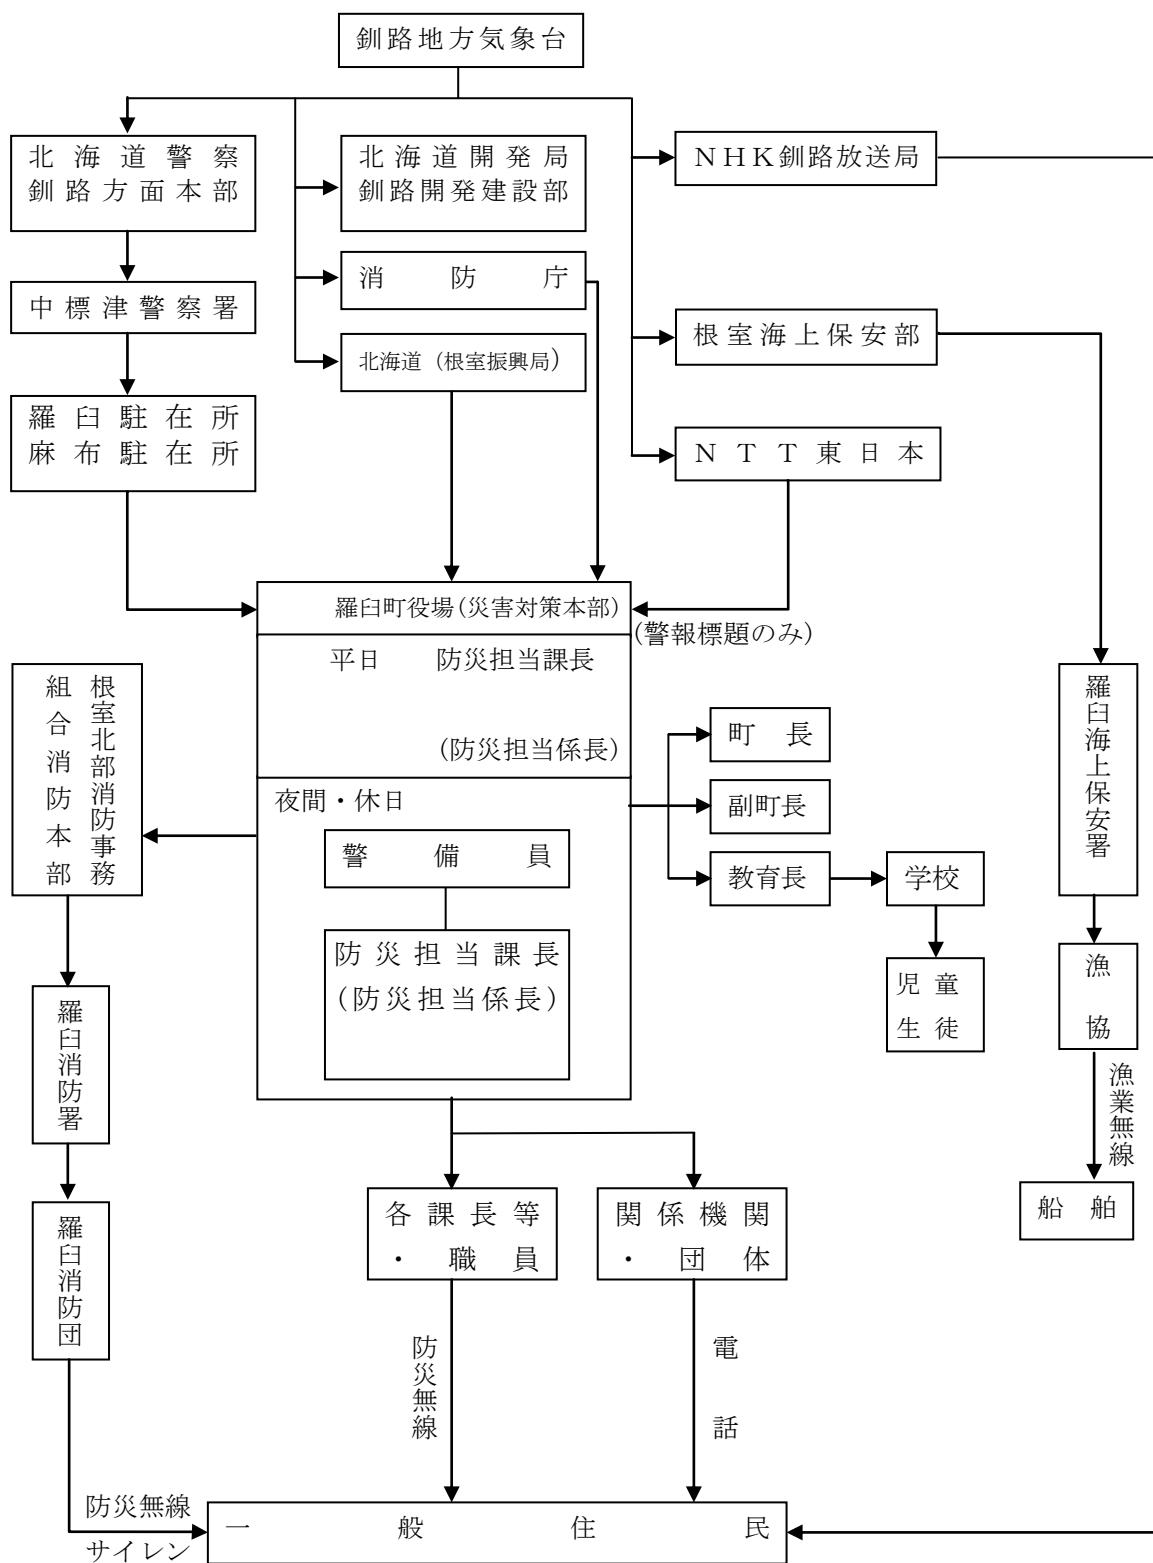 釧路地方気象台
北海道警察
釧路方面本部
北海道開発局
釧路開発建設部
NHK釧路放送局
消防庁
中標津警察署
根室海上保安部
北海道(根室振興局)
羅臼駐在所
麻布駐在所
NTT東日本
羅臼町役場(災害対策本部)
(警報標題のみ)
平日 防災担当課長
(防災担当係長)
根室北部消防事務
組合消防本部
羅臼海上保安署
町長
夜間・休日
副町長
警備員
教育長
学校
防災担当課長
(防災担当係長)
児童
生徒
漁協
羅臼消防署
漁業無線
船舶
各課長等
・職員
関係機関
・団体
羅臼消防団
防災無線
電話
防災無線
サイレン
一般住民